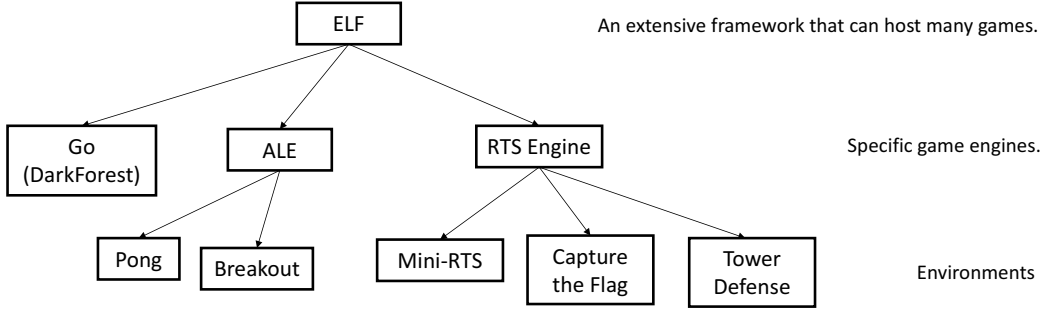 ELF
An extensive framework that can host many games.
Go
(DarkForest)
ALE
RTS Engine
Specific game engines.
Pong
Breakout
Mini-RTS
Capture
the Flag
Tower
Defense
Environments